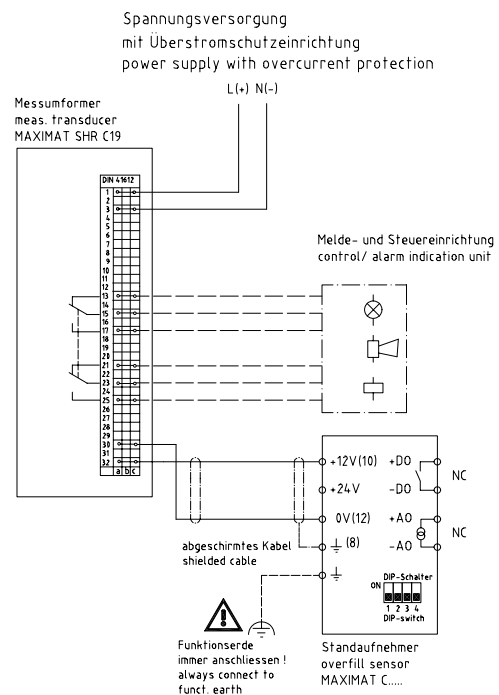 Spannungsversorgung
mit Überstromschutzeinrichtung
power supply with overcurrent protection
L(+) N(-)
Messumformer
meas. transducer
MAXIMAT SHR C19
DIN 41612
1
2
3
4
5
6
7
8
9
10
11
12
13
14
15
16
17
18
19
20
21
22
23
24
25
26
27
28
29
30
31
32
a b c
Melde- und Steuereinrichtung
control/ alarm indication unit
+12V(10) +DO
NC
+24V -DO
0V(12) +AO
NC
(8) -AO
abgeschirmtes Kabel
shielded cable
DIP-Schalter
ON
1 2 3 4
DIP-switch
Funktionserde
immer anschliessen !
always connect to
funct. earth
Standaufnehmer
overfill sensor
MAXIMAT C.....